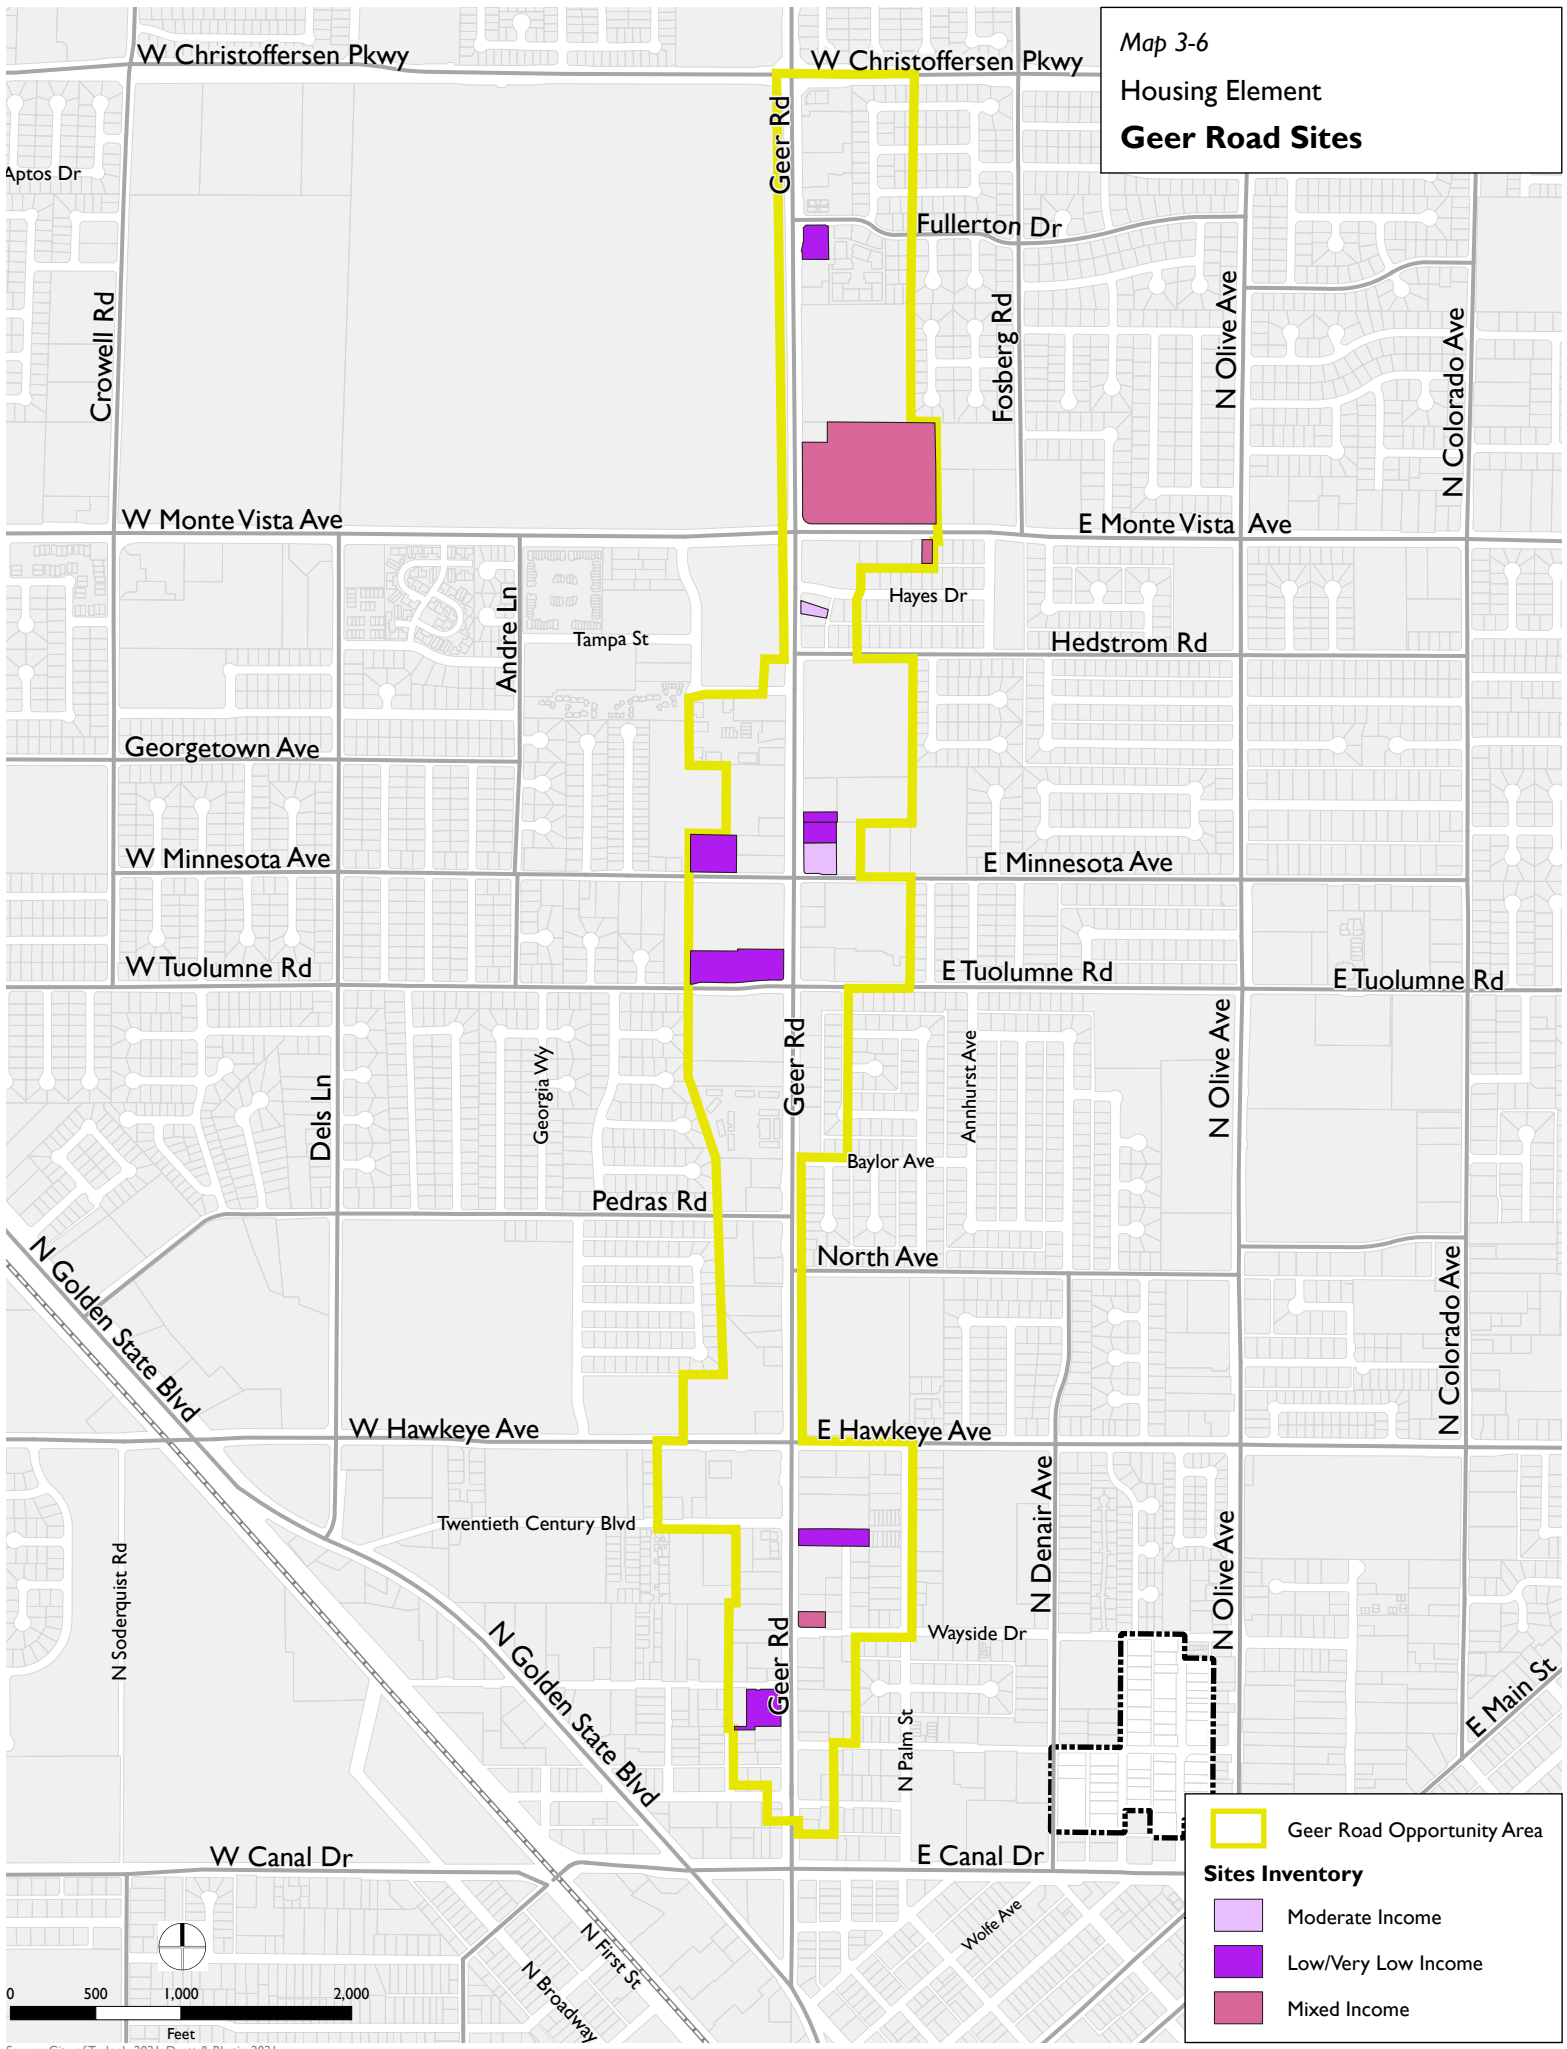 W Christoffersen Pkwy
W Christoffersen Pkwy
Map 3-6
Housing Element
Geer Road Sites
Geer Rd
Aptos Dr
Fullerton Dr
Crowell Rd
Fosberg Rd
N Olive Ave
N Colorado Ave
W Monte Vista Ave
E Monte Vista Ave
Andre Ln
Hayes Dr
Tampa St
Hedstrom Rd
Georgetown Ave
W Minnesota Ave
E Minnesota Ave
W Tuolumne Rd
E Tuolumne Rd
E Tuolumne Rd
Dels Ln
Georgia Wy
Geer Rd
Annhurst Ave
N Olive Ave
Baylor Ave
Pedras Rd
North Ave
N Golden State Blvd
N Colorado Ave
W Hawkeye Ave
E Hawkeye Ave
Twentieth Century Blvd
N Soderquist Rd
N Denair Ave
N Olive Ave
N Golden State Blvd
Geer Rd
Wayside Dr
N Palm St
E Main St
W Canal Dr
E Canal Dr
Wolfe Ave
N First St
N Broadway
Geer Road Opportunity Area
Sites Inventory
Moderate Income
Low/Very Low Income
Mixed Income
0 500 1,000 2,000
Feet